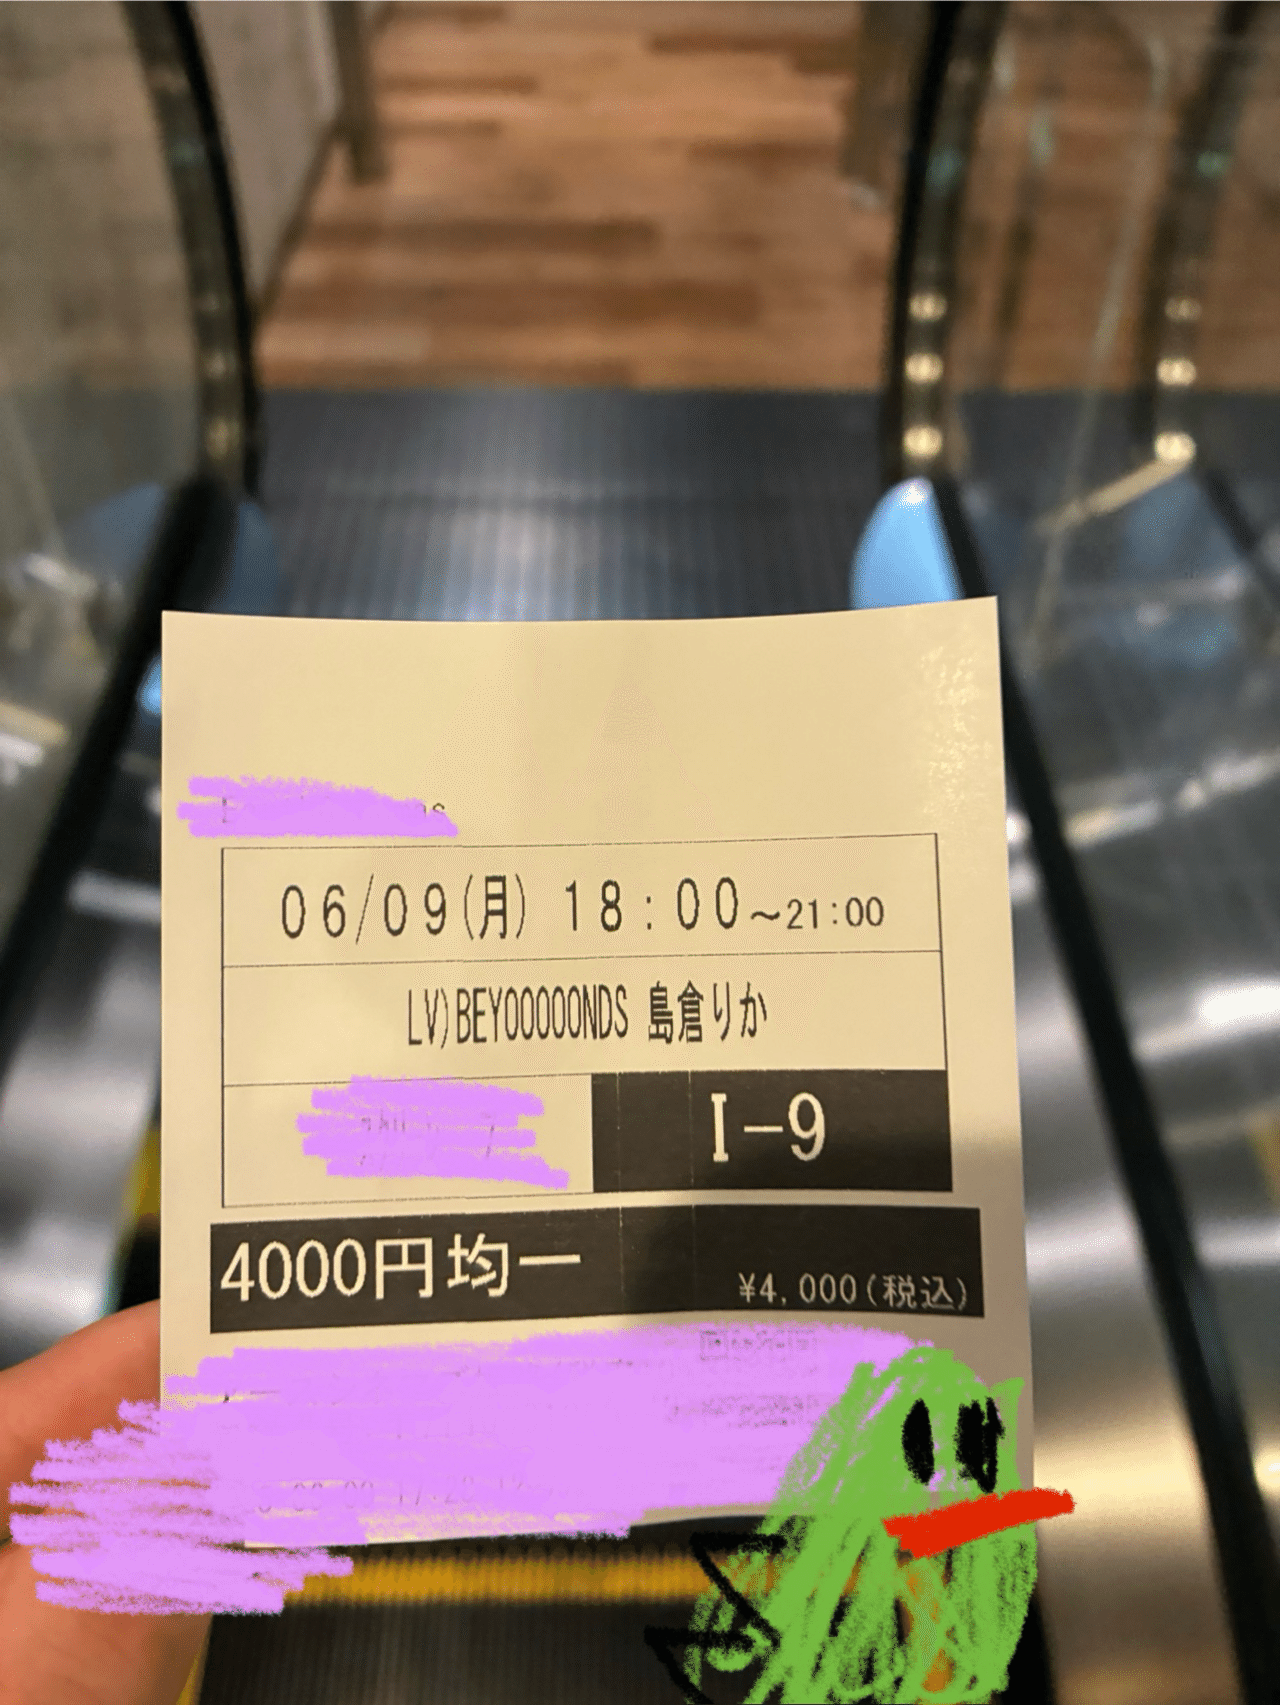 06/09(月) 18:00～21:00
LV)BEYOOOOONDS 島倉りか
I-9
4000円均一
¥4,000(税込)